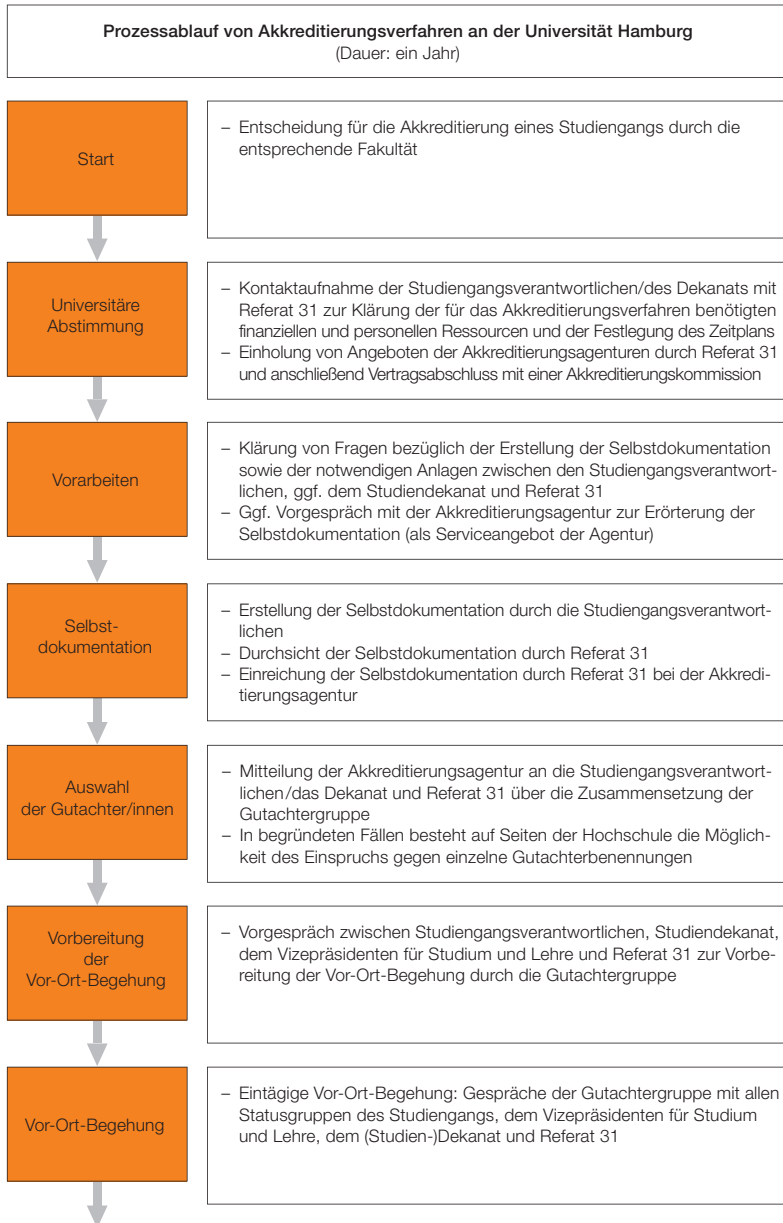 Prozessablauf von Akkreditierungsverfahren an der Universität Hamburg
(Dauer: ein Jahr)
Start
– Entscheidung für die Akkreditierung eines Studiengangs durch die
entsprechende Fakultät
Universitäre
Abstimmung
– Kontaktaufnahme der Studiengangsverantwortlichen/des Dekanats mit
Referat 31 zur Klärung der für das Akkreditierungsverfahren benötigten
finanziellen und personellen Ressourcen und der Festlegung des Zeitplans
– Einholung von Angeboten der Akkreditierungsagenturen durch Referat 31
und anschließend Vertragsabschluss mit einer Akkreditierungskommission
Vorarbeiten
– Klärung von Fragen bezüglich der Erstellung der Selbstdokumentation
sowie der notwendigen Anlagen zwischen den Studiengangsverantwort-
lichen, ggf. dem Studiendekanat und Referat 31
– Ggf. Vorgespräch mit der Akkreditierungsagentur zur Erörterung der
Selbstdokumentation (als Serviceangebot der Agentur)
Selbst-
dokumentation
– Erstellung der Selbstdokumentation durch die Studiengangsverantwort-
lichen
– Durchsicht der Selbstdokumentation durch Referat 31
– Einreichung der Selbstdokumentation durch Referat 31 bei der Akkredi-
tierungsagentur
Auswahl
der Gutachter/innen
– Mitteilung der Akkreditierungsagentur an die Studiengangsverantwort-
lichen/das Dekanat und Referat 31 über die Zusammensetzung der
Gutachtergruppe
– In begründeten Fällen besteht auf Seiten der Hochschule die Möglich-
keit des Einspruchs gegen einzelne Gutachterbenennungen
Vorbereitung
der
Vor-Ort-Begehung
– Vorgespräch zwischen Studiengangsverantwortlichen, Studiendekanat,
dem Vizepräsidenten für Studium und Lehre und Referat 31 zur Vorbe-
reitung der Vor-Ort-Begehung durch die Gutachtergruppe
Vor-Ort-Begehung
– Eintägige Vor-Ort-Begehung: Gespräche der Gutachtergruppe mit allen
Statusgruppen des Studiengangs, dem Vizepräsidenten für Studium
und Lehre, dem (Studien-)Dekanat und Referat 31